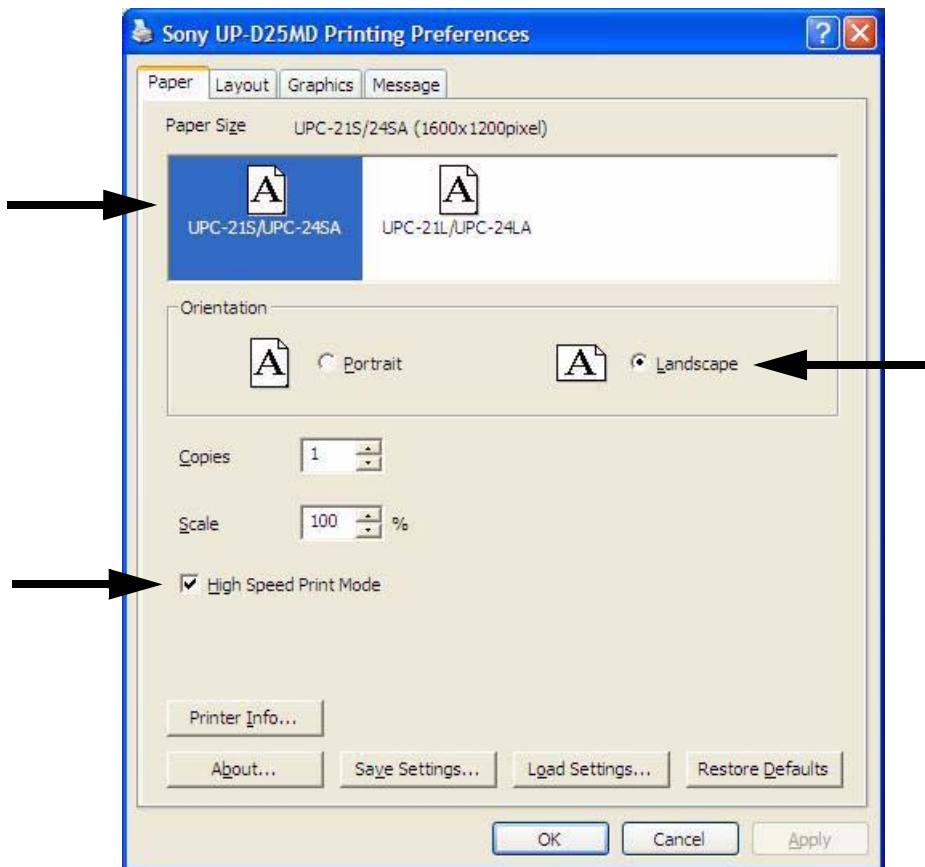 Sony UP-D25MD Printing Preferences
Paper Layout Graphics Message
Paper Size UPC-21S/24SA (1600x1200pixel)
A A
UPC-21S/UPC-24SA UPC-21L/UPC-24LA
Orientation
A Portrait A Landscape
Copies 1
Scale 100 %
High Speed Print Mode
Printer Info...
About... Save Settings... Load Settings... Restore Defaults
OK Cancel Apply